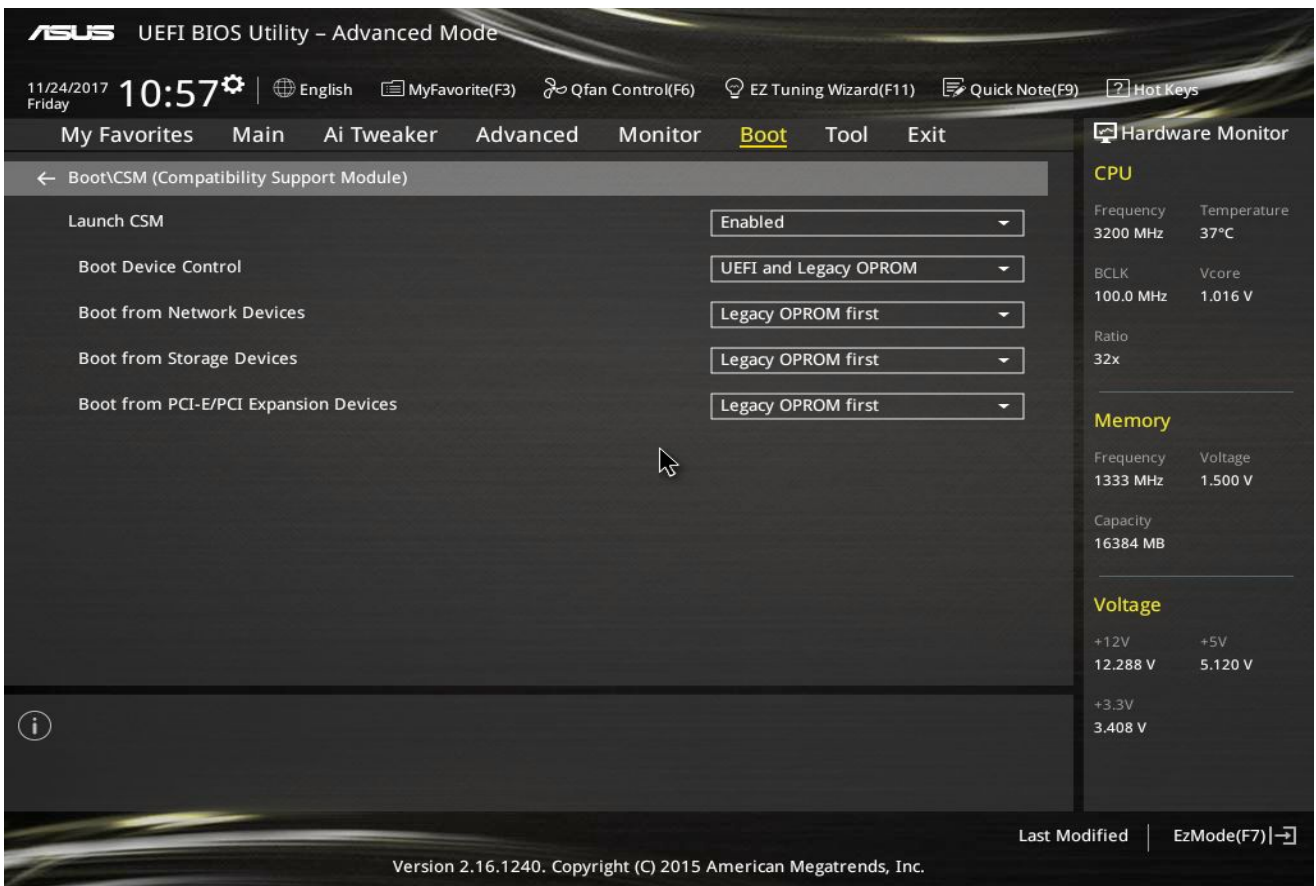 ASUS UEFI BIOS Utility – Advanced Mode
11/24/2017 Friday 10:57 English MyFavorite(F3) Qfan Control(F6) EZ Tuning Wizard(F11) Quick Note(F9) ? Hot Keys
My Favorites Main Ai Tweaker Advanced Monitor Boot Tool Exit
← Boot\CSM (Compatibility Support Module)
Launch CSM Enabled
Boot Device Control UEFI and Legacy OPROM
Boot from Network Devices Legacy OPROM first
Boot from Storage Devices Legacy OPROM first
Boot from PCI-E/PCI Expansion Devices Legacy OPROM first
Hardware Monitor
CPU
Frequency Temperature
3200 MHz 37°C
BCLK Vcore
100.0 MHz 1.016 V
Ratio
32x
Memory
Frequency Voltage
1333 MHz 1.500 V
Capacity
16384 MB
Voltage
+12V +5V
12.288 V 5.120 V
+3.3V
3.408 V
i
Last Modified EzMode(F7)
Version 2.16.1240. Copyright (C) 2015 American Megatrends, Inc.